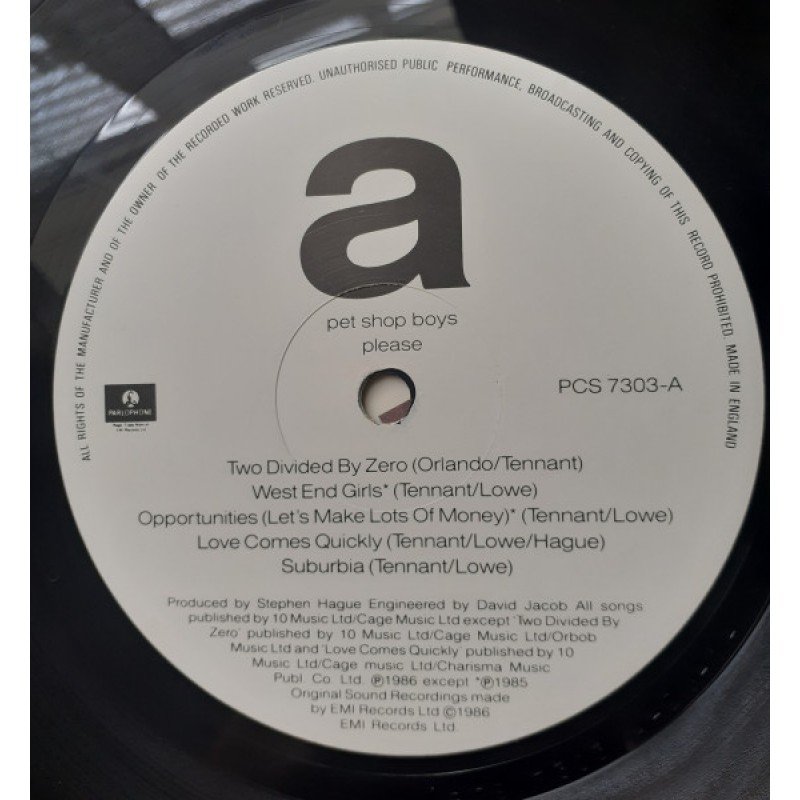 ALL RIGHTS OF THE MANUFACTURER AND OF THE OWNER OF THE RECORDED WORK RESERVED. UNAUTHORISED PUBLIC PERFORMANCE, BROADCASTING AND COPYING OF THIS RECORD PROHIBITED. MADE IN ENGLAND
a
pet shop boys
please
PCS 7303-A
PARLOPHONE
Two Divided By Zero (Orlando/Tennant)
West End Girls* (Tennant/Lowe)
Opportunities (Let's Make Lots Of Money)* (Tennant/Lowe)
Love Comes Quickly (Tennant/Lowe/Hague)
Suburbia (Tennant/Lowe)
Produced by Stephen Hague Engineered by David Jacob All songs
published by 10 Music Ltd/Cage Music Ltd except 'Two Divided By
Zero' published by 10 Music Ltd/Cage Music Ltd/Orbob
Music Ltd and 'Love Comes Quickly' published by 10
Music Ltd/Cage music Ltd/Charisma Music
Publ. Co. Ltd. ℗1986 except *℗1985
Original Sound Recordings made
by EMI Records Ltd ©1986
EMI Records Ltd.